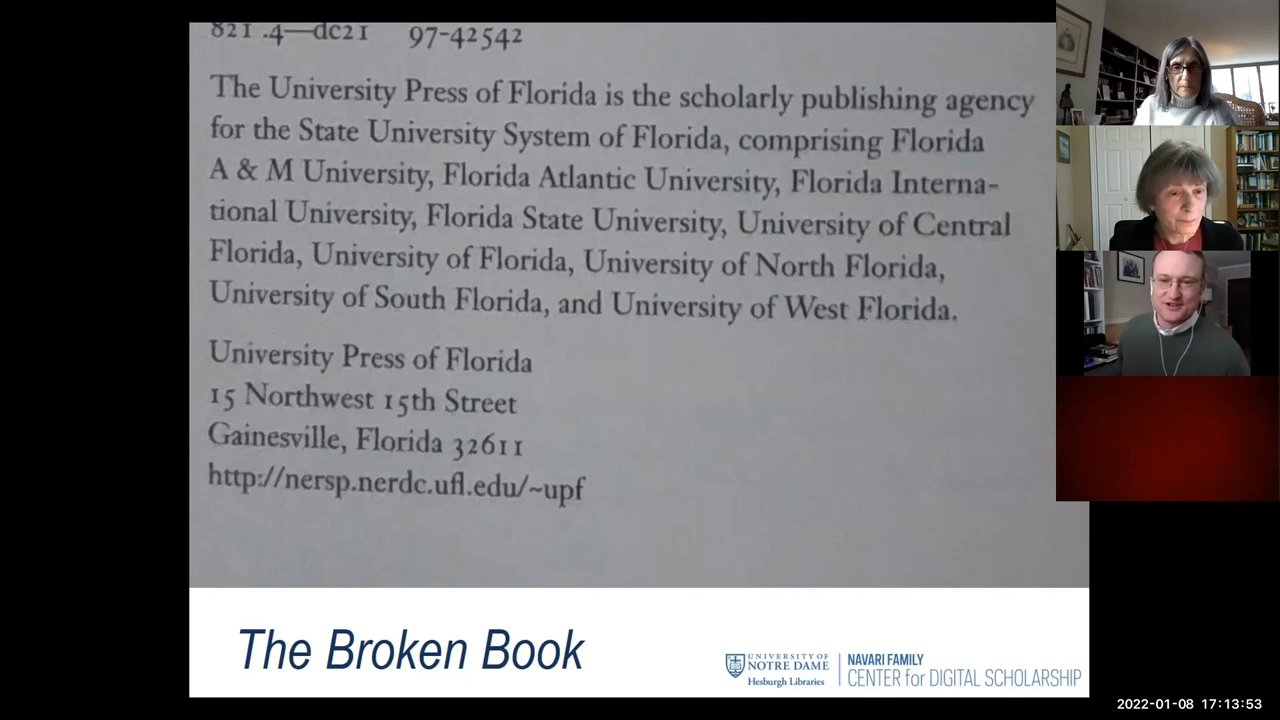 821 .4—dc21 97-42542
The University Press of Florida is the scholarly publishing agency
for the State University System of Florida, comprising Florida
A & M University, Florida Atlantic University, Florida Interna-
tional University, Florida State University, University of Central
Florida, University of Florida, University of North Florida,
University of South Florida, and University of West Florida.
University Press of Florida
15 Northwest 15th Street
Gainesville, Florida 32611
http://nersp.nerdc.ufl.edu/~upf
The Broken Book
UNIVERSITY OF
NOTRE DAME
Hesburgh Libraries
NAVARI FAMILY
CENTER for DIGITAL SCHOLARSHIP
2022-01-08 17:13:53